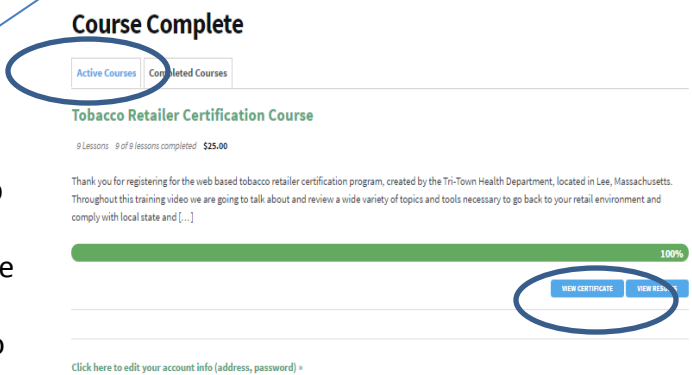 Course Complete
Active Courses Completed Courses
Tobacco Retailer Certification Course
9 Lessons 9 of 9 lessons completed $25.00
Thank you for registering for the web based tobacco retailer certification program, created by the Tri-Town Health Department, located in Lee, Massachusetts.
Throughout this training video we are going to talk about and review a wide variety of topics and tools necessary to go back to your retail environment and
comply with local state and [...]
100%
VIEW CERTIFICATE VIEW RESULTS
Click here to edit your account info (address, password) »